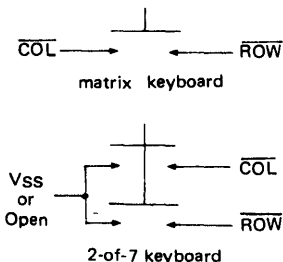 COL ROW
matrix keyboard
VSS
or
Open
COL
ROW
2-of-7 keyboard